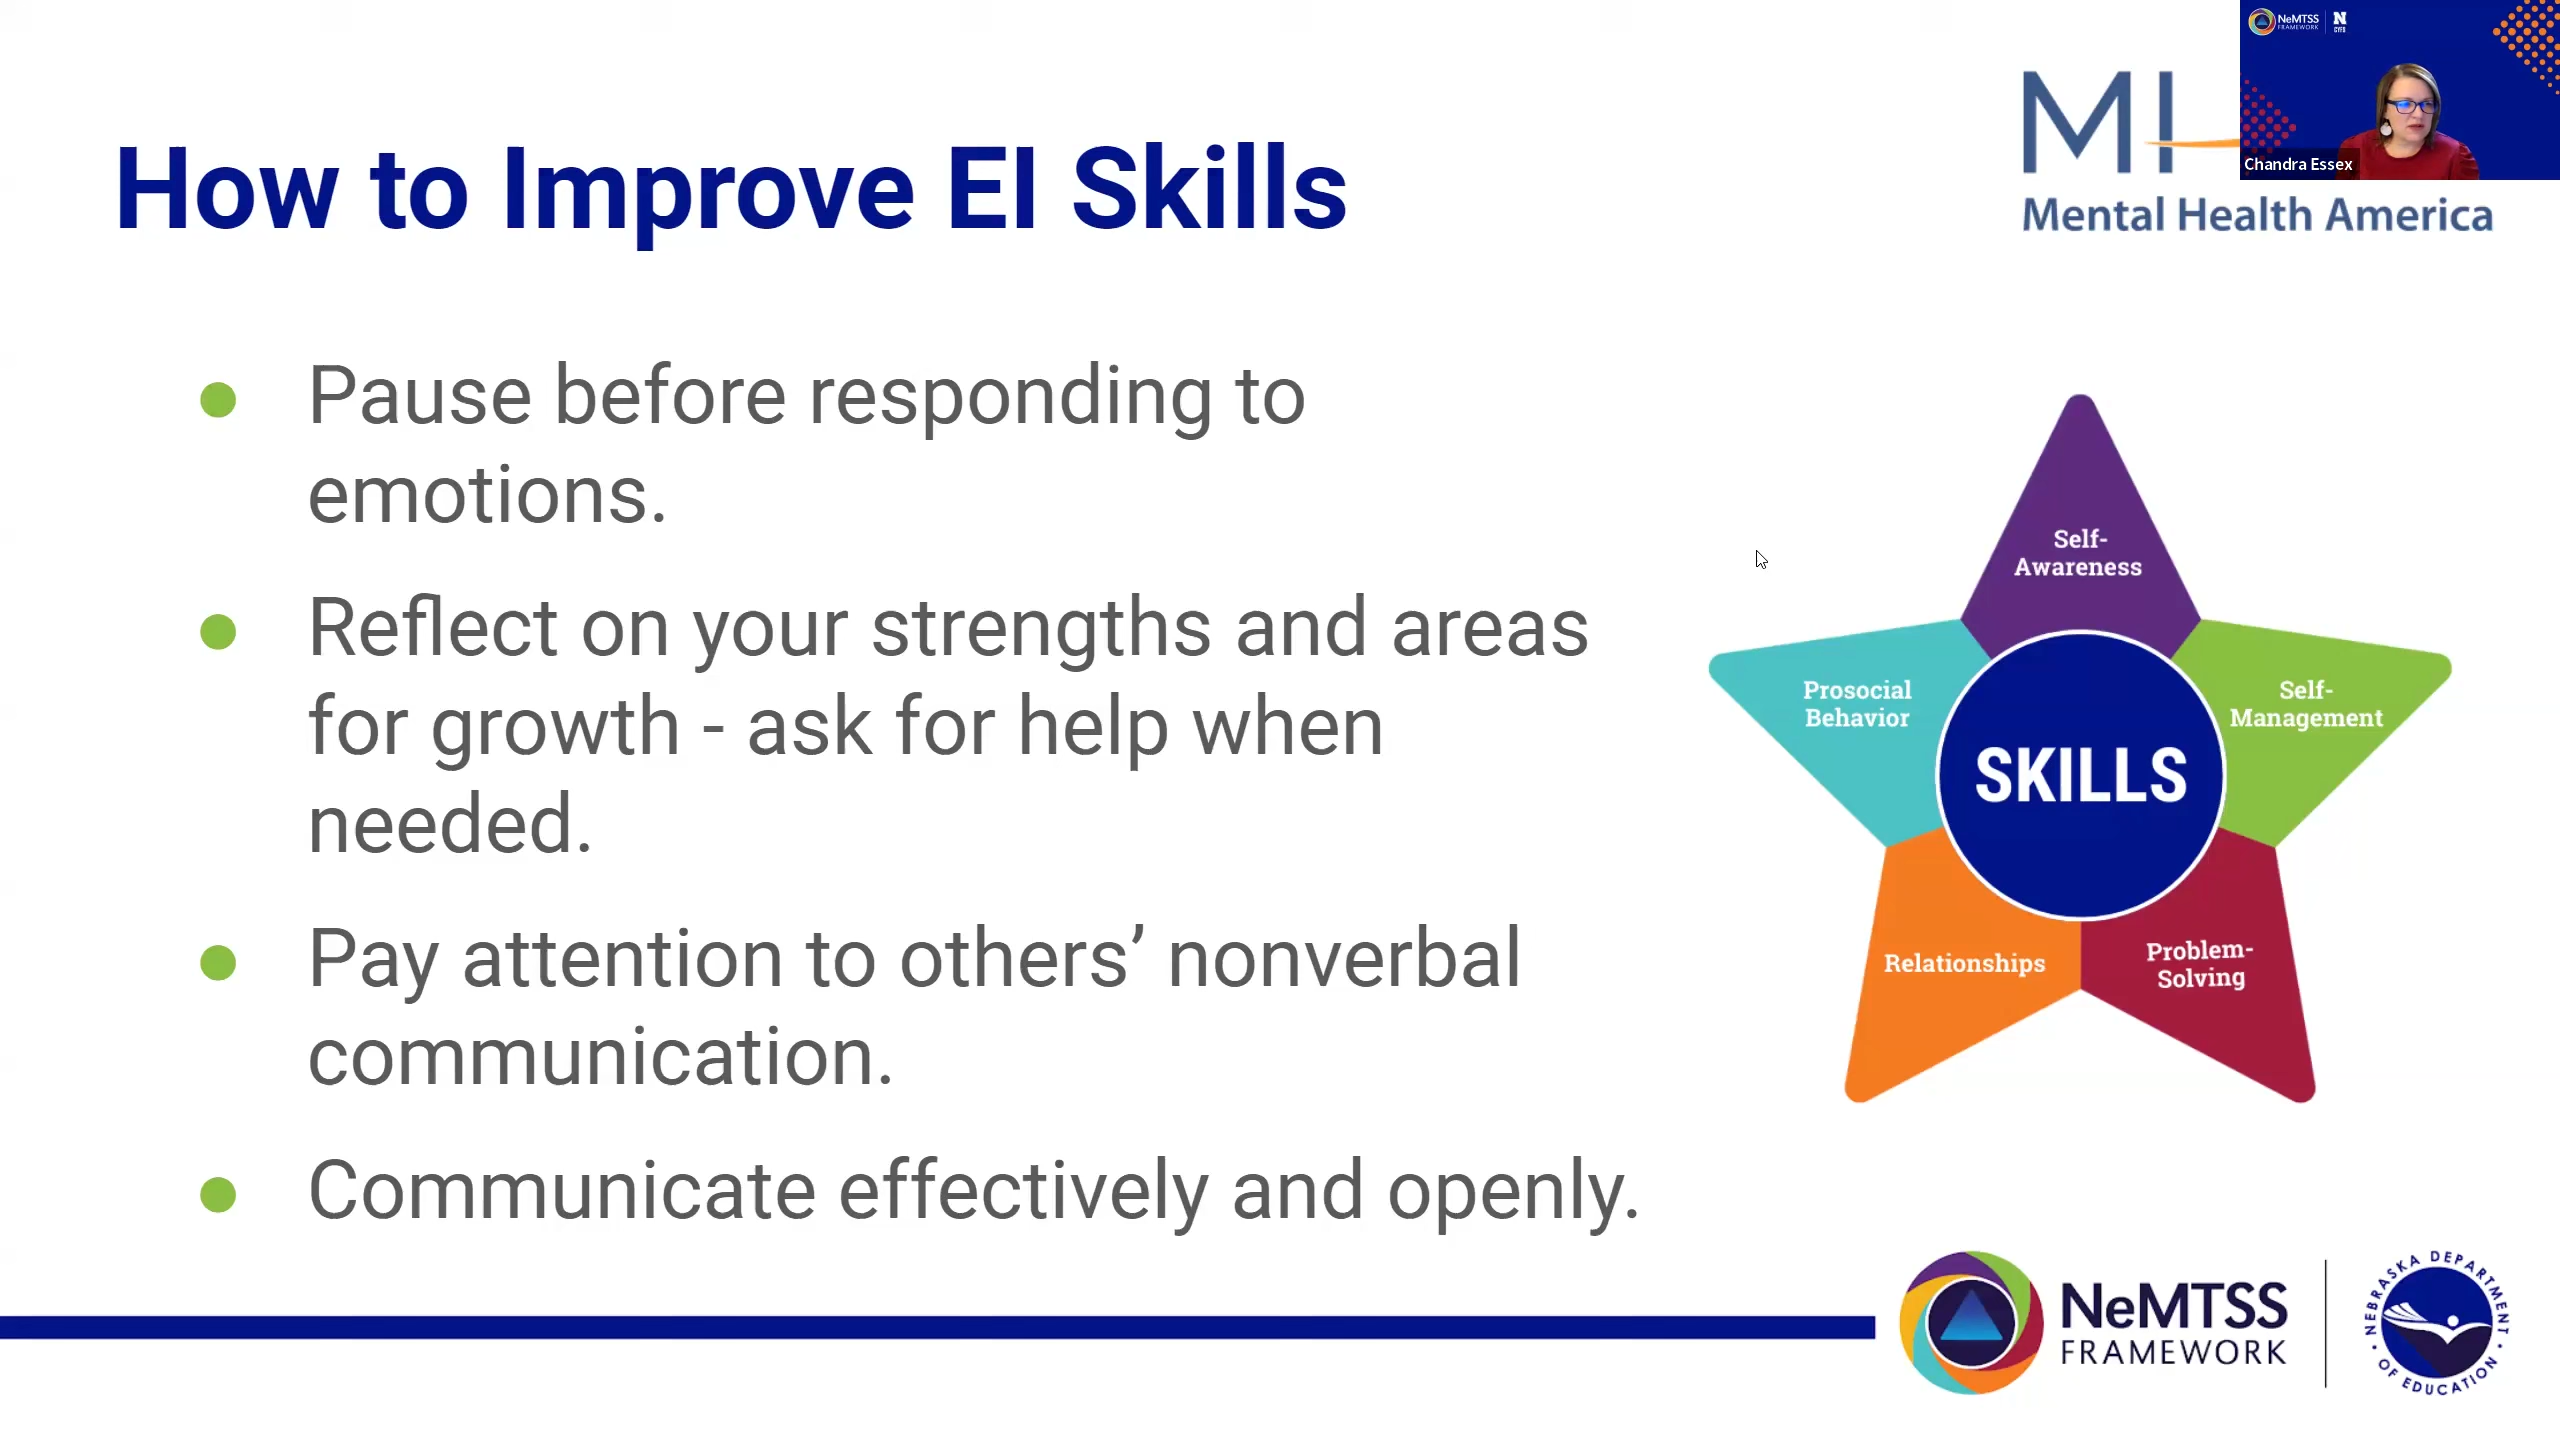 NeMTSS
FRAMEWORK
N
Chandra Essex
Mental Health America
How to Improve EI Skills
Pause before responding to
emotions.
Reflect on your strengths and areas
for growth - ask for help when
needed.
Pay attention to others’ nonverbal
communication.
Communicate effectively and openly.
Self-
Awareness
Prosocial
Behavior
Self-
Management
SKILLS
Relationships
Problem-
Solving
NeMTSS
FRAMEWORK
NEBRASKA DEPARTMENT
OF EDUCATION